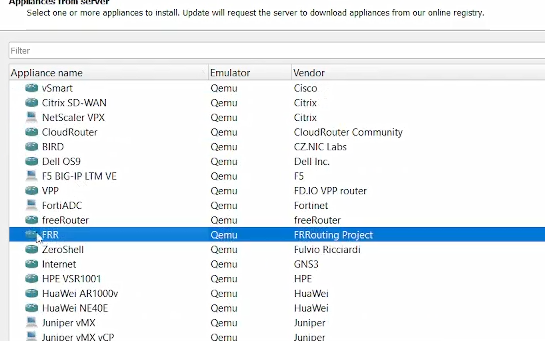 Appliances from server
Select one or more appliances to install. Update will request the server to download appliances from our online registry.
Filter
Appliance name Emulator Vendor
vSmart Qemu Cisco
Citrix SD-WAN Qemu Citrix
NetScaler VPX Qemu Citrix
CloudRouter Qemu CloudRouter Community
BIRD Qemu CZ.NIC Labs
Dell OS9 Qemu Dell Inc.
F5 BIG-IP LTM VE Qemu F5
VPP Qemu FD.IO VPP router
FortiADC Qemu Fortinet
freeRouter Qemu freeRouter
FRR Qemu FRRouting Project
ZeroShell Qemu Fulvio Ricciardi
Internet Qemu GNS3
HPE VSR1001 Qemu HPE
HuaWei AR1000v Qemu HuaWei
HuaWei NE40E Qemu HuaWei
Juniper vMX Qemu Juniper
Juniper vMX vCP Qemu Juniper